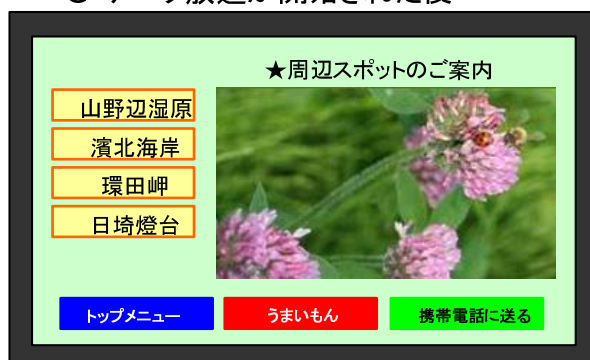 ★周辺スポットのご案内
山野辺湿原
濱北海岸
環田岬
日埼燈台
トップメニュー
うまいもん
携帯電話に送る